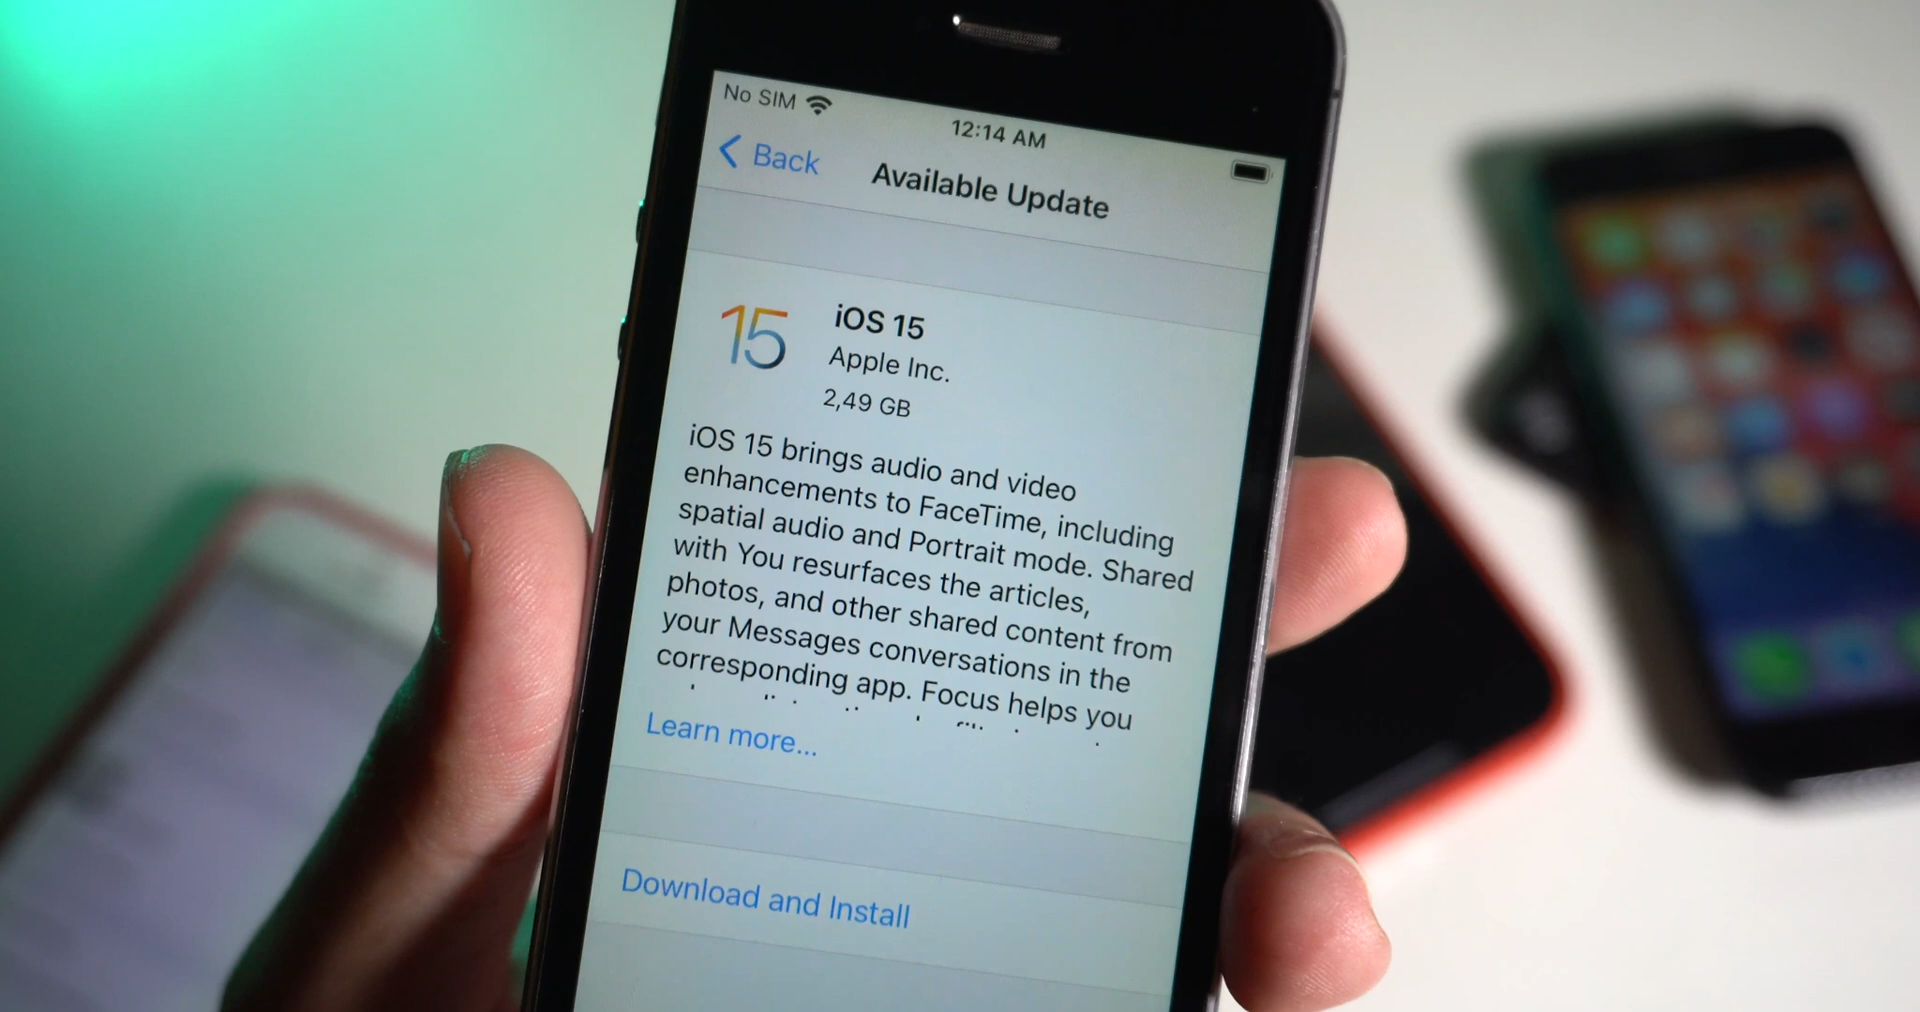 No SIM
12:14 AM
Back
Available Update
15
iOS 15
Apple Inc.
2,49 GB
iOS 15 brings audio and video
enhancements to FaceTime, including
spatial audio and Portrait mode. Shared
with You resurfaces the articles,
photos, and other shared content from
your Messages conversations in the
corresponding app. Focus helps you
Learn more...
Download and Install